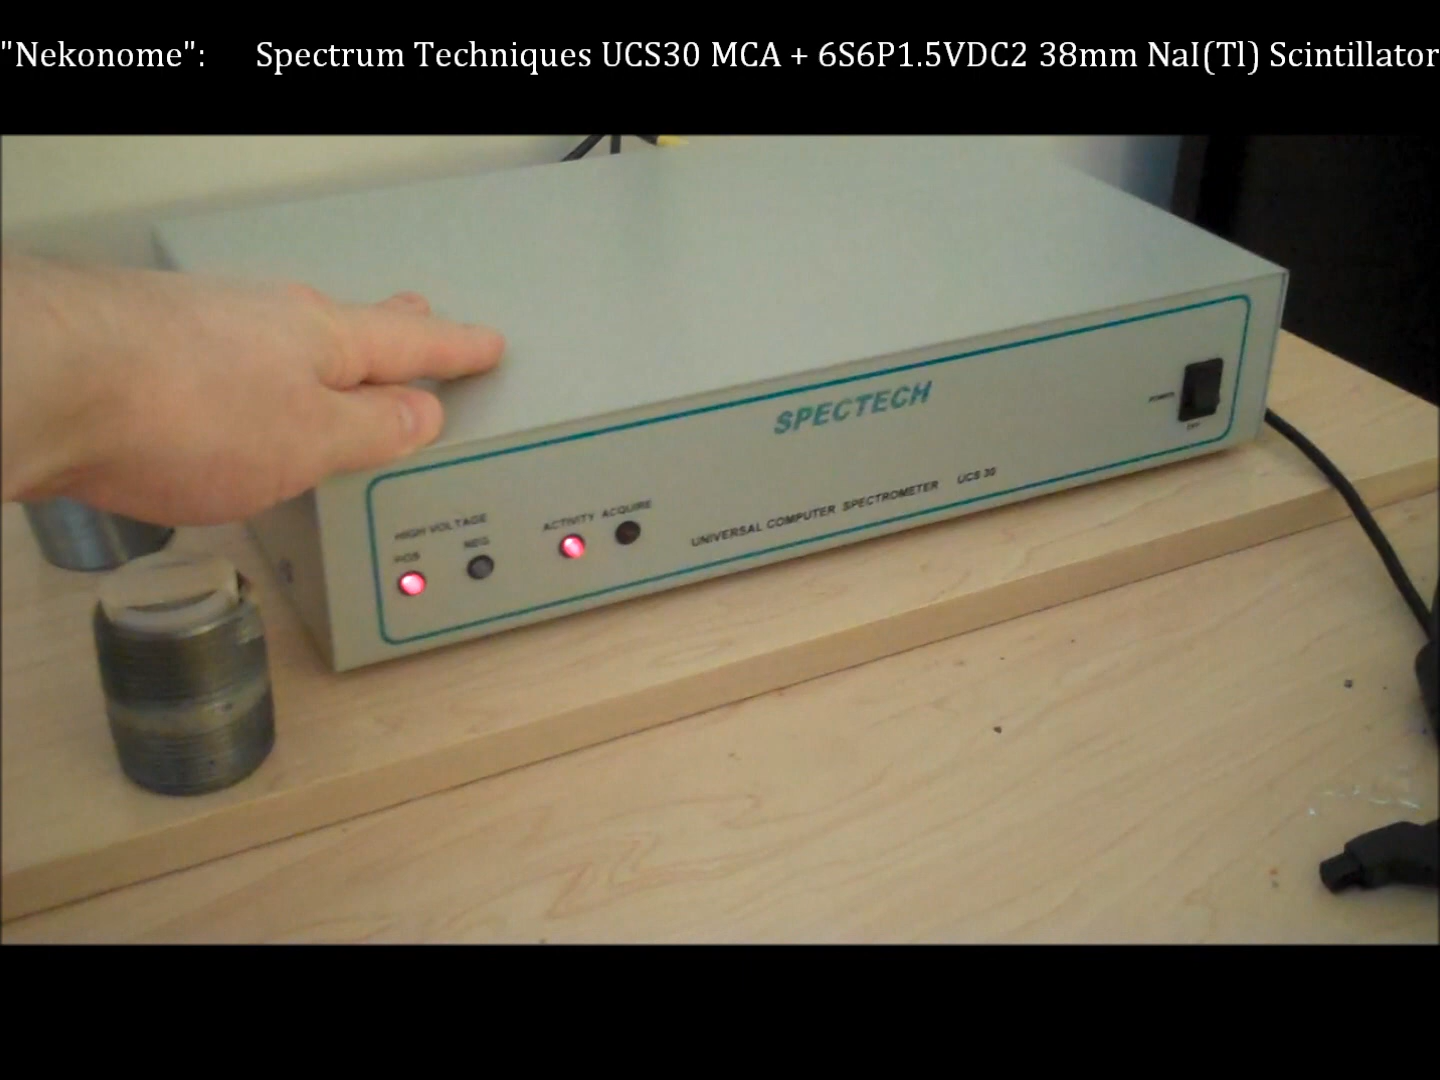 "Nekonome": Spectrum Techniques UCS30 MCA + 6S6P1.5VDC2 38mm NaI(Tl) Scintillator
SPECTECH
POWER
OFF
UNIVERSAL COMPUTER SPECTROMETER UCS 30
HIGH VOLTAGE
POS NEG
ACTIVITY ACQUIRE